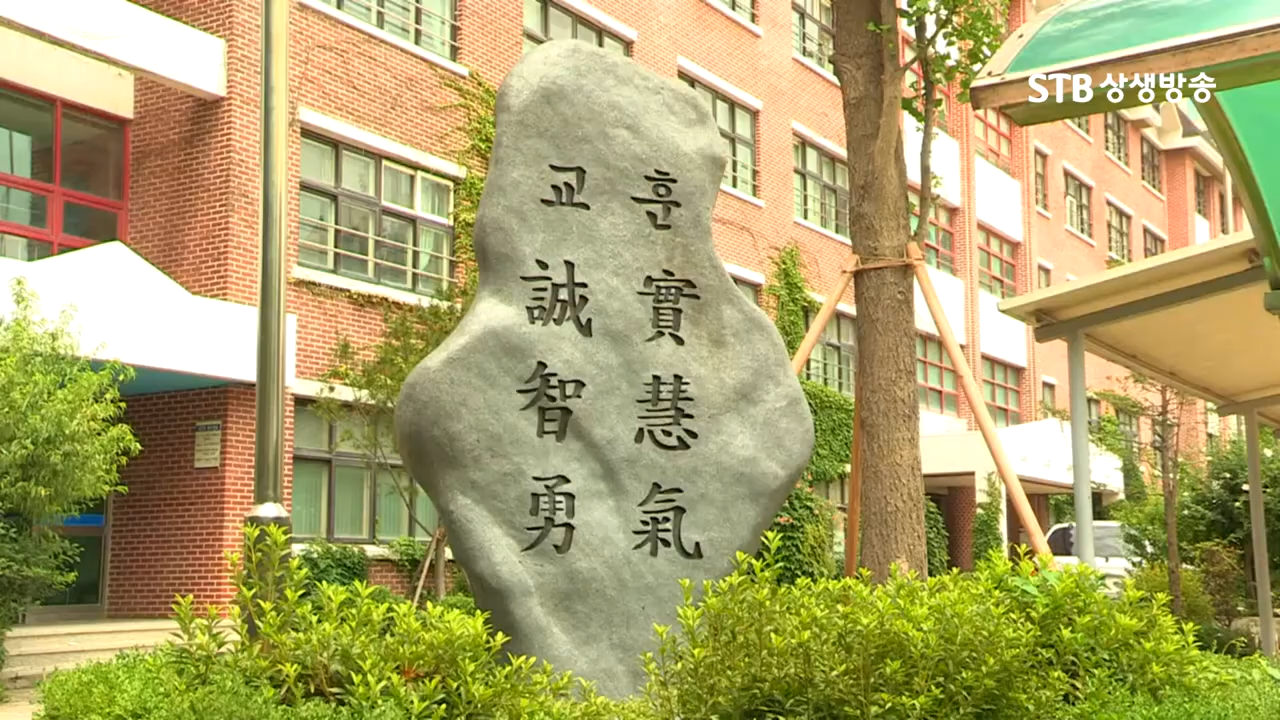 STB 상생방송
교 훈
誠 實
智 慧
勇 氣